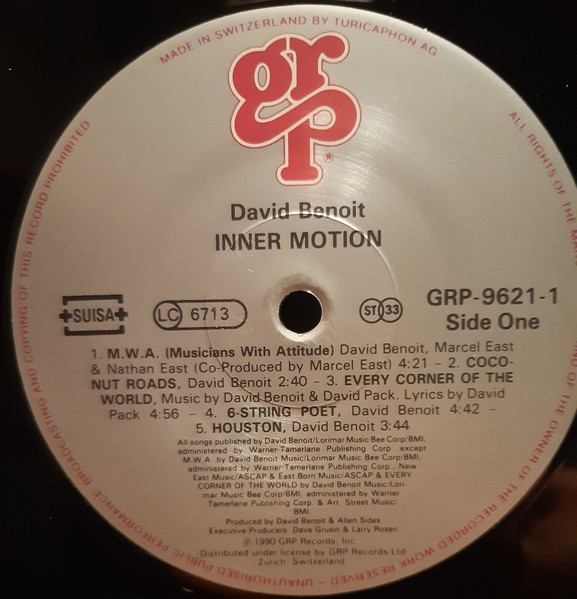 MADE IN SWITZERLAND BY TURICAPHON AG
grp®
David Benoit
INNER MOTION
SUISA
LC 6713
ST 33
GRP-9621-1
Side One
1. M.W.A. (Musicians With Attitude) David Benoit, Marcel East
& Nathan East (Co-Produced by Marcel East) 4:21 – 2. COCO-
NUT ROADS, David Benoit 2:40 – 3. EVERY CORNER OF THE
WORLD, Music by David Benoit & David Pack. Lyrics by David
Pack 4:56 – 4. 6-STRING POET, David Benoit 4:42 –
5. HOUSTON, David Benoit 3:44
All songs published by David Benoit/Lorimar Music Bee Corp/BMI,
administered by Warner-Tamerlane Publishing Corp. except
M.W.A. by David Benoit Music/Lorimar Music Bee Corp/BMI,
administered by Warner-Tamerlane Publishing Corp., New
East Music/ASCAP & East Born Music/ASCAP & EVERY
CORNER OF THE WORLD by David Benoit Music/Lori-
mar Music Bee Corp/BMI, administered by Warner
Tamerlane Publishing Corp. & Art Street Music/
BMI.
Produced by David Benoit & Allen Sides
Executive Producers: Dave Grusin & Larry Rosen
℗ 1990 GRP Records, Inc.
Distributed under license by GRP Records Ltd.
Zurich, Switzerland
ALL RIGHTS OF THE
AND OF THE OWNER OF THE RECORDED WORK RESERVED – UNAUTHORISED PUBLIC PERFORMANCE BROADCASTING AND COPYING OF THIS RECORD PROHIBITED